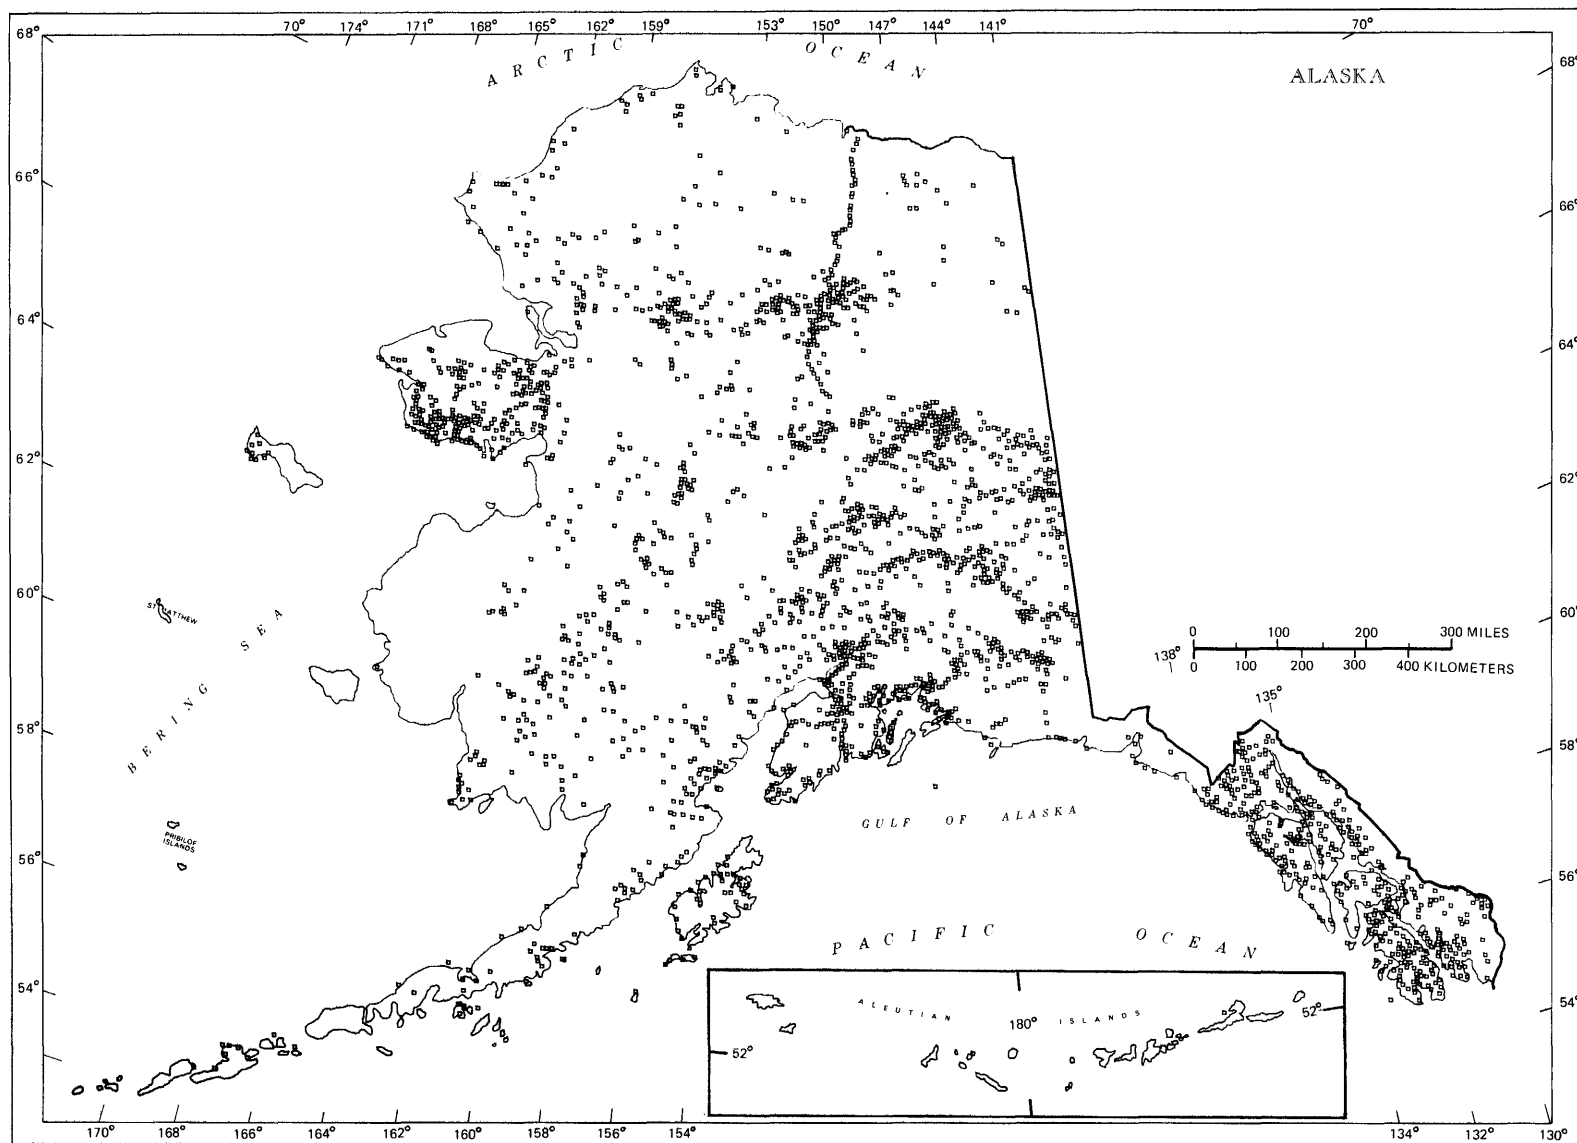 70° 174° 171° 168° 165° 162° 159° 153° 150° 147° 144° 141° 70°
68° 68°
ARCTIC OCEAN
ALASKA
66° 66°
64° 64°
62° 62°
60° 60°
ST MATTHEW
BERING SEA
0 100 200 300 MILES
0 100 200 300 400 KILOMETERS
138°
135°
58° 58°
PRIBILOF
ISLANDS
GULF OF ALASKA
56° 56°
PACIFIC OCEAN
54° 54°
ALEUTIAN 180° ISLANDS 52°
52°
170° 168° 166° 164° 162° 160° 158° 156° 154° 134° 132° 130°